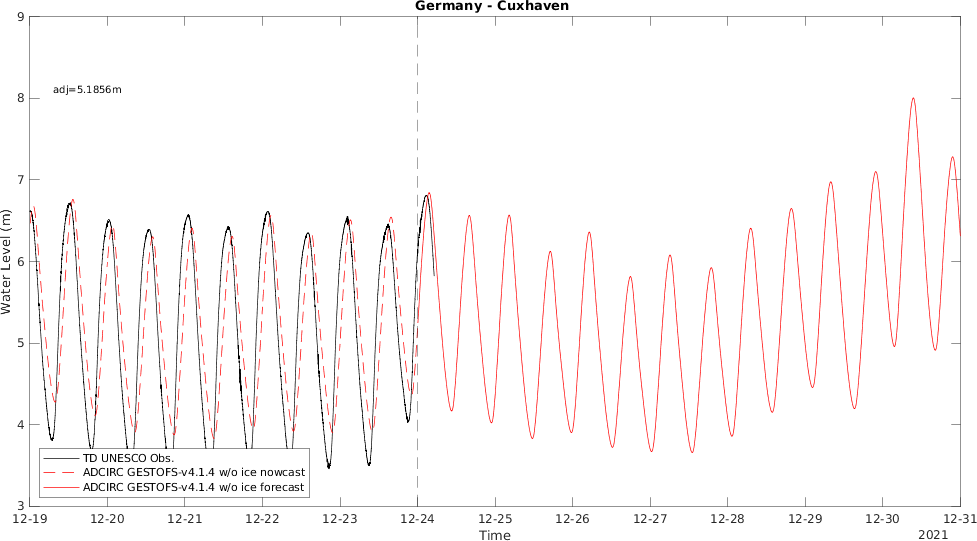 Germany - Cuxhaven
9
8
7
6
5
4
3
Water Level (m)
adj=5.1856m
TD UNESCO Obs.
ADCIRC GESTOFS-v4.1.4 w/o ice nowcast
ADCIRC GESTOFS-v4.1.4 w/o ice forecast
12-19 12-20 12-21 12-22 12-23 12-24 12-25 12-26 12-27 12-28 12-29 12-30 12-31
Time
2021